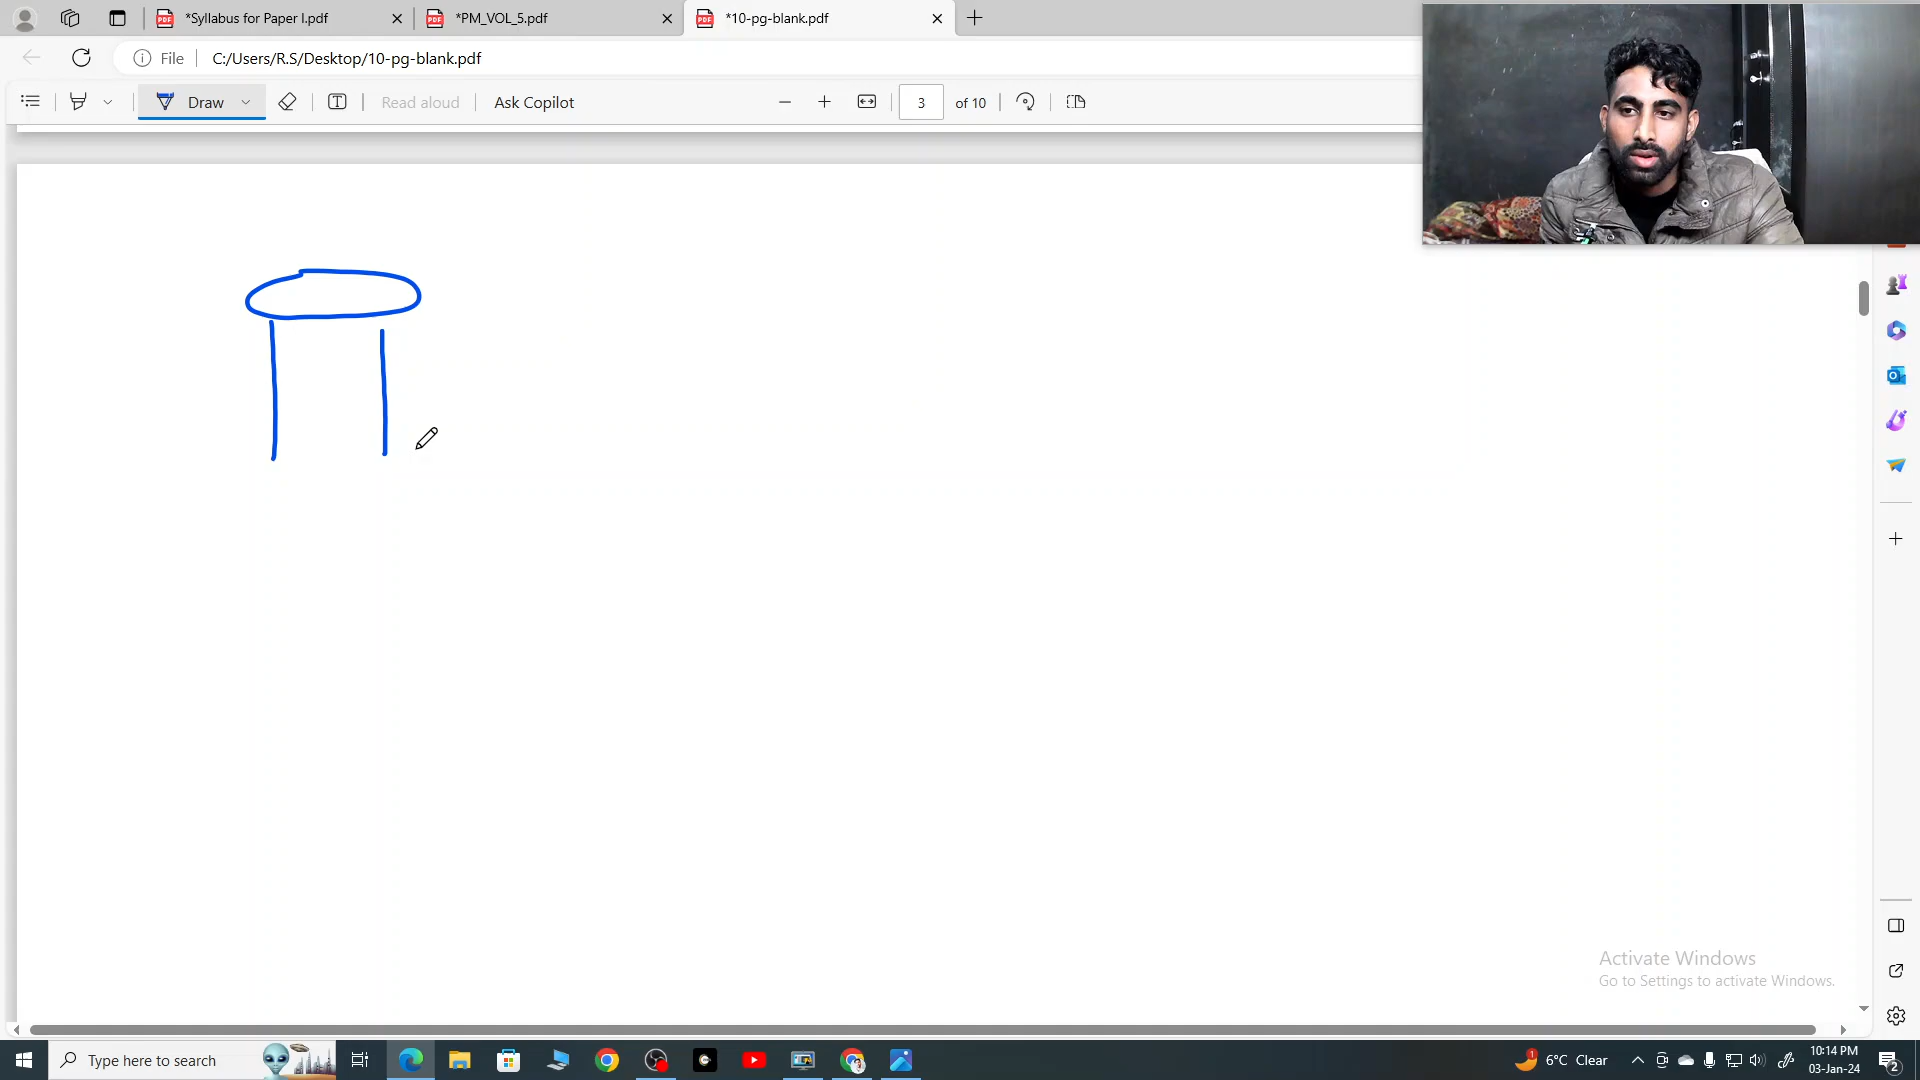 *Syllabus for Paper I.pdf
*PM_VOL_5.pdf
*10-pg-blank.pdf
File
C:/Users/R.S/Desktop/10-pg-blank.pdf
Draw
Read aloud
Ask Copilot
3
of 10
Activate Windows
Go to Settings to activate Windows.
Type here to search
1
6°C Clear
10:14 PM
03-Jan-24
2